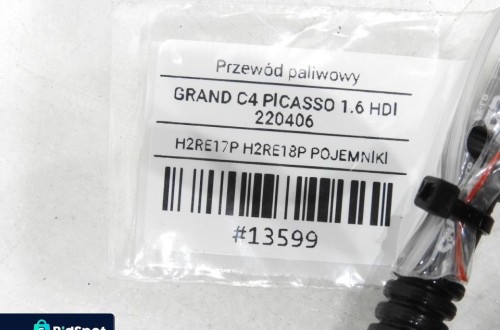 Przewód paliwowy
GRAND C4 PICASSO 1.6 HDI
220406
H2RE17P H2RE18P POJEMNIKI
#13599